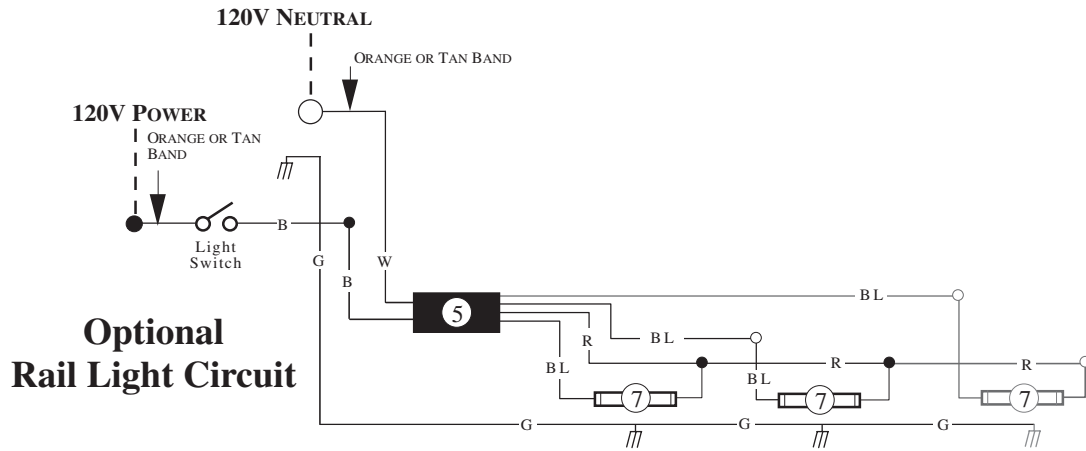 120V NEUTRAL
ORANGE OR TAN BAND
120V POWER
ORANGE OR TAN
BAND
B
Light
Switch
G
B
W
5
BL
Optional
Rail Light Circuit
R
BL
BL
R
BL
R
7
7
7
G
G
G